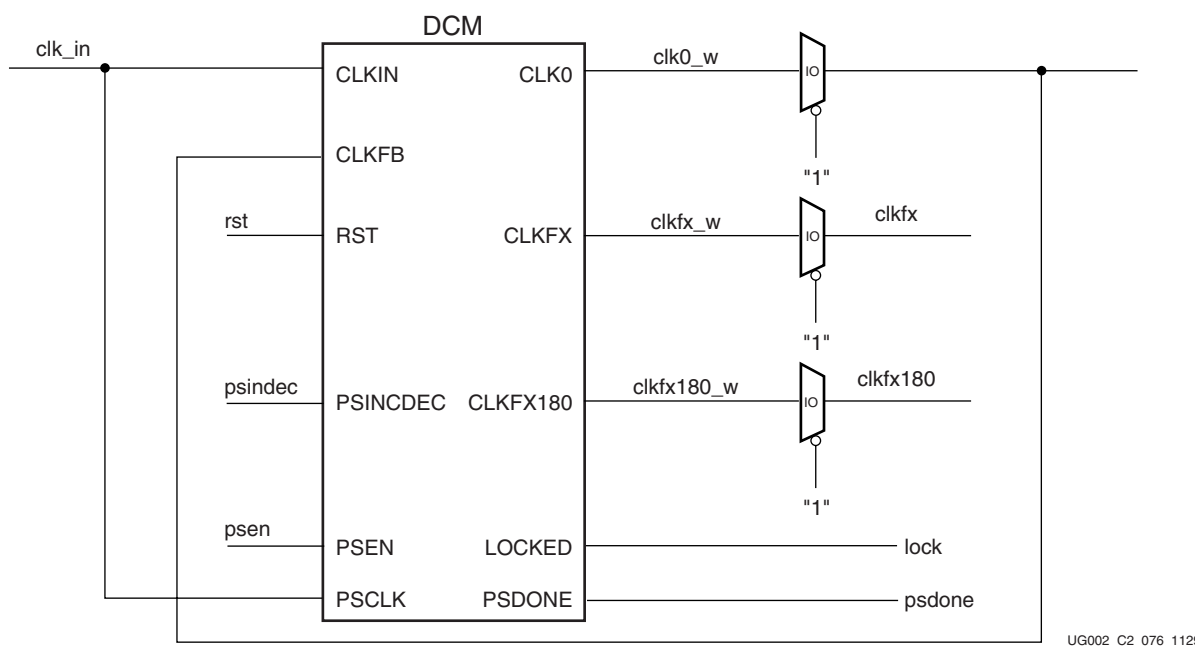 DCM
clk_in
CLKIN
CLK0
clk0_w
IO
CLKFB
"1"
rst
RST
CLKFX
clkfx_w
IO
clkfx
"1"
psindec
PSINCDEC
CLKFX180
clkfx180_w
IO
clkfx180
"1"
psen
PSEN
LOCKED
lock
PSCLK
PSDONE
psdone
UG002_C2_076_1129